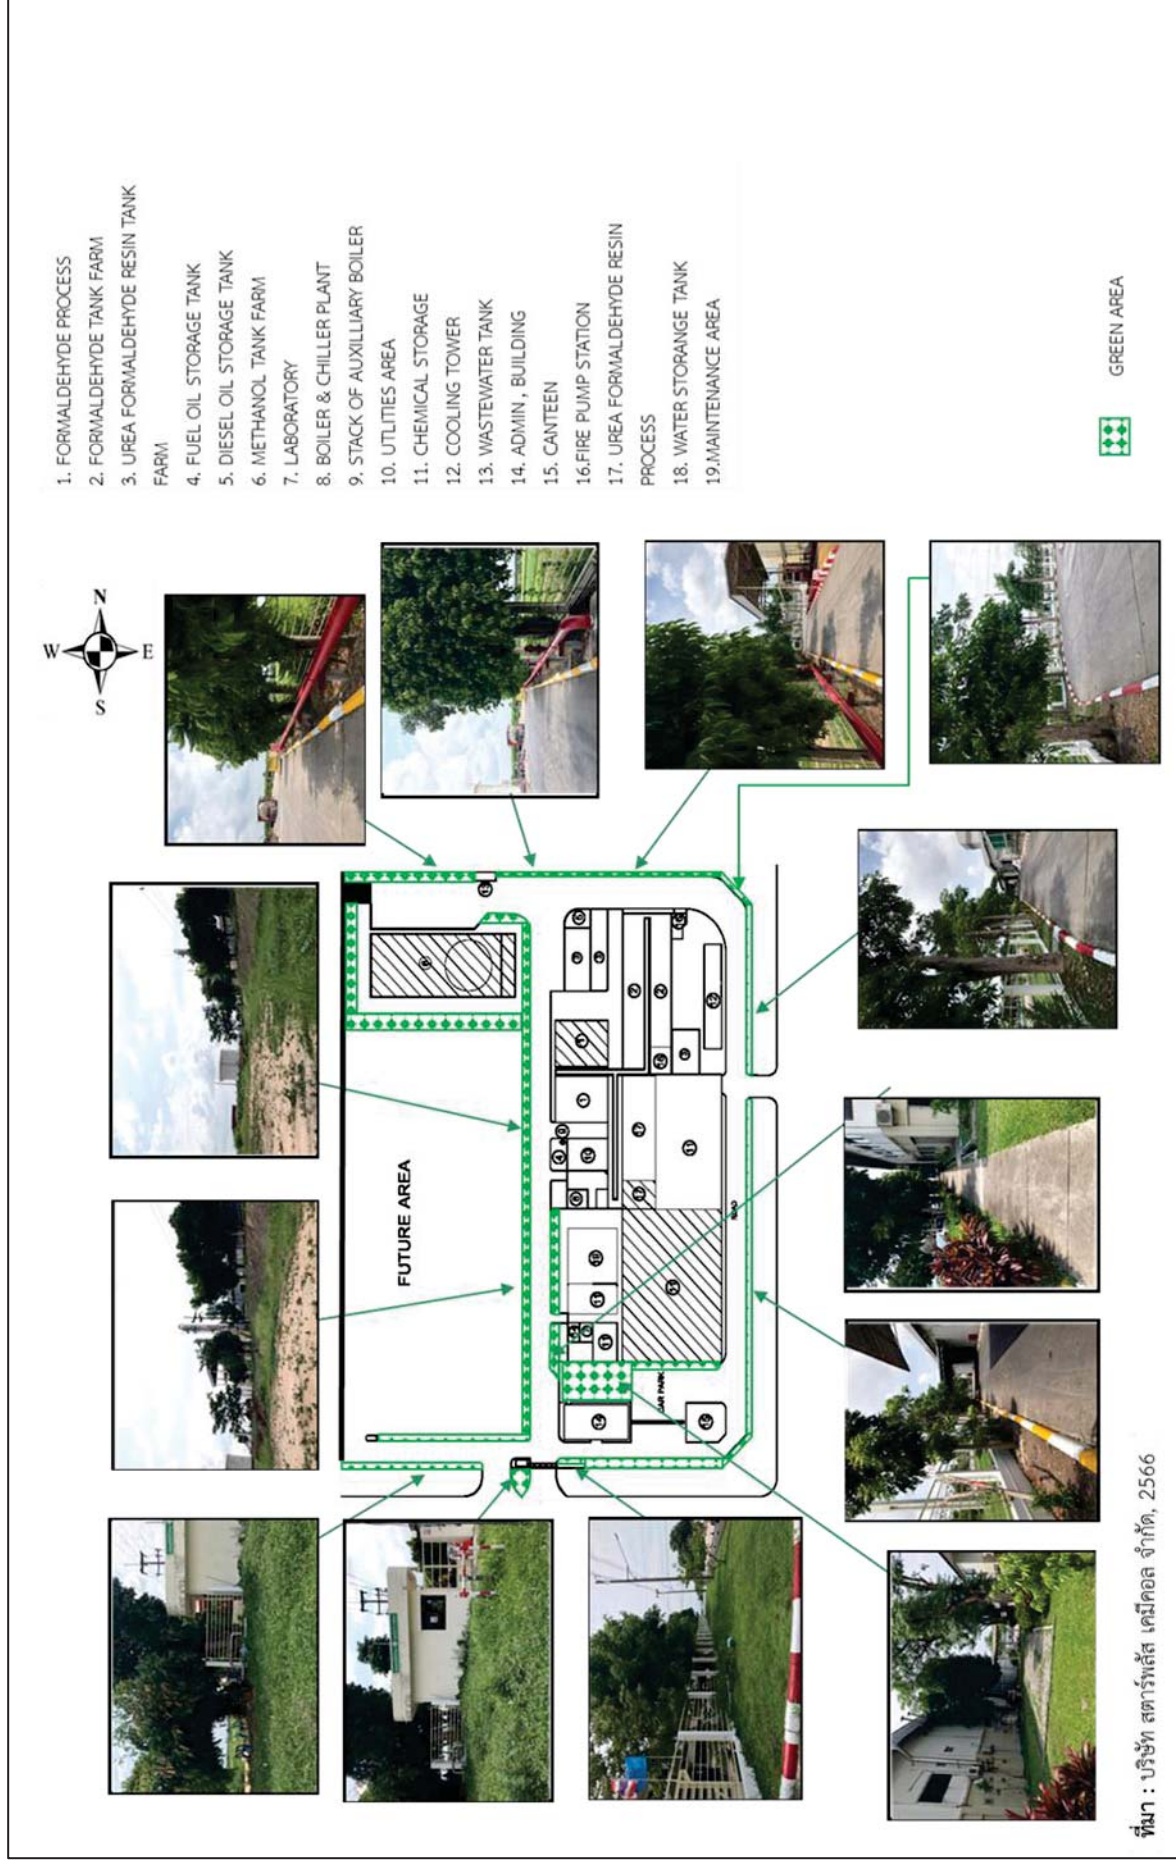 1. FORMALDEHYDE PROCESS
2. FORMALDEHYDE TANK FARM
3. UREA FORMALDEHYDE RESIN TANK
FARM
4. FUEL OIL STORAGE TANK
5. DIESEL OIL STORAGE TANK
6. METHANOL TANK FARM
7. LABORATORY
8. BOILER & CHILLER PLANT
9. STACK OF AUXILLIARY BOILER
10. UTLITIES AREA
11. CHEMICAL STORAGE
12. COOLING TOWER
13. WASTEWATER TANK
14. ADMIN , BUILDING
15. CANTEEN
16.FIRE PUMP STATION
17. UREA FORMALDEHYDE RESIN
PROCESS
18. WATER STORANGE TANK
19.MAINTENANCE AREA
GREEN AREA
N
W
E
S
FUTURE AREA
CAR PARK
ROAD
ที่มา : บริษัท สตาร์พลัส เคมีคอล จำกัด, 2566